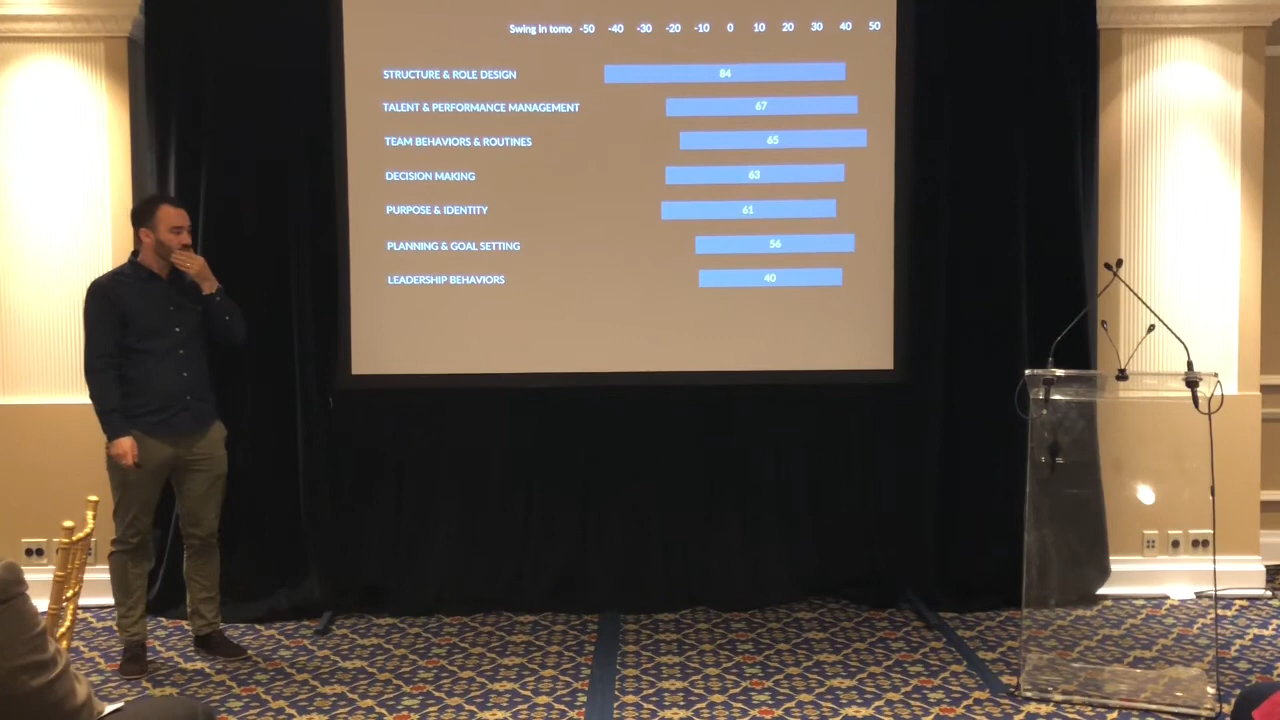 Swing in tomo -50 -40 -30 -20 -10 0 10 20 30 40 50
STRUCTURE & ROLE DESIGN 84
TALENT & PERFORMANCE MANAGEMENT 67
TEAM BEHAVIORS & ROUTINES 65
DECISION MAKING 63
PURPOSE & IDENTITY 61
PLANNING & GOAL SETTING 56
LEADERSHIP BEHAVIORS 40